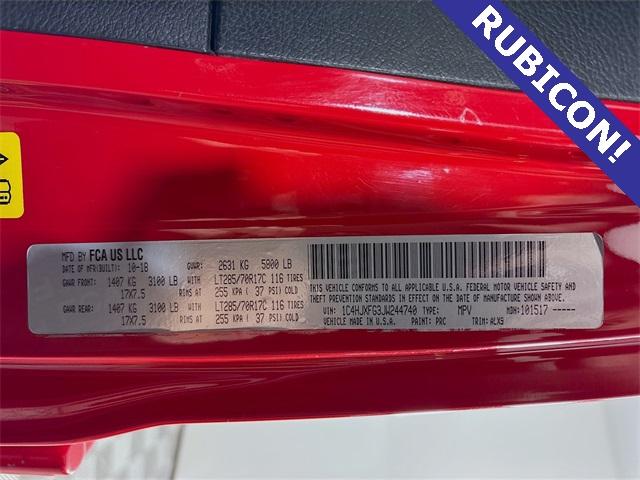 RUBICON!
MFD BY FCA US LLC
DATE OF MFR(BUILT): 10-18 GVWR: 2631 KG 5800 LB
GAWR FRONT: 1407 KG 3100 LB WITH LT285/70R17C 116 TIRES
17X7.5 RIMS AT 255 KPA ( 37 PSI) COLD
GAWR REAR: 1407 KG 3100 LB WITH LT285/70R17C 116 TIRES
17X7.5 RIMS AT 255 KPA ( 37 PSI) COLD
THIS VEHICLE CONFORMS TO ALL APPLICABLE U.S.A. FEDERAL MOTOR VEHICLE SAFETY AND
THEFT PREVENTION STANDARDS IN EFFECT ON THE DATE OF MANUFACTURE SHOWN ABOVE.
VIN: 1C4HJXFG3JW244740 TYPE: MPV MDH: 101517 -----
VEHICLE MADE IN U.S.A. PAINT: PRC TRIM: ALX9